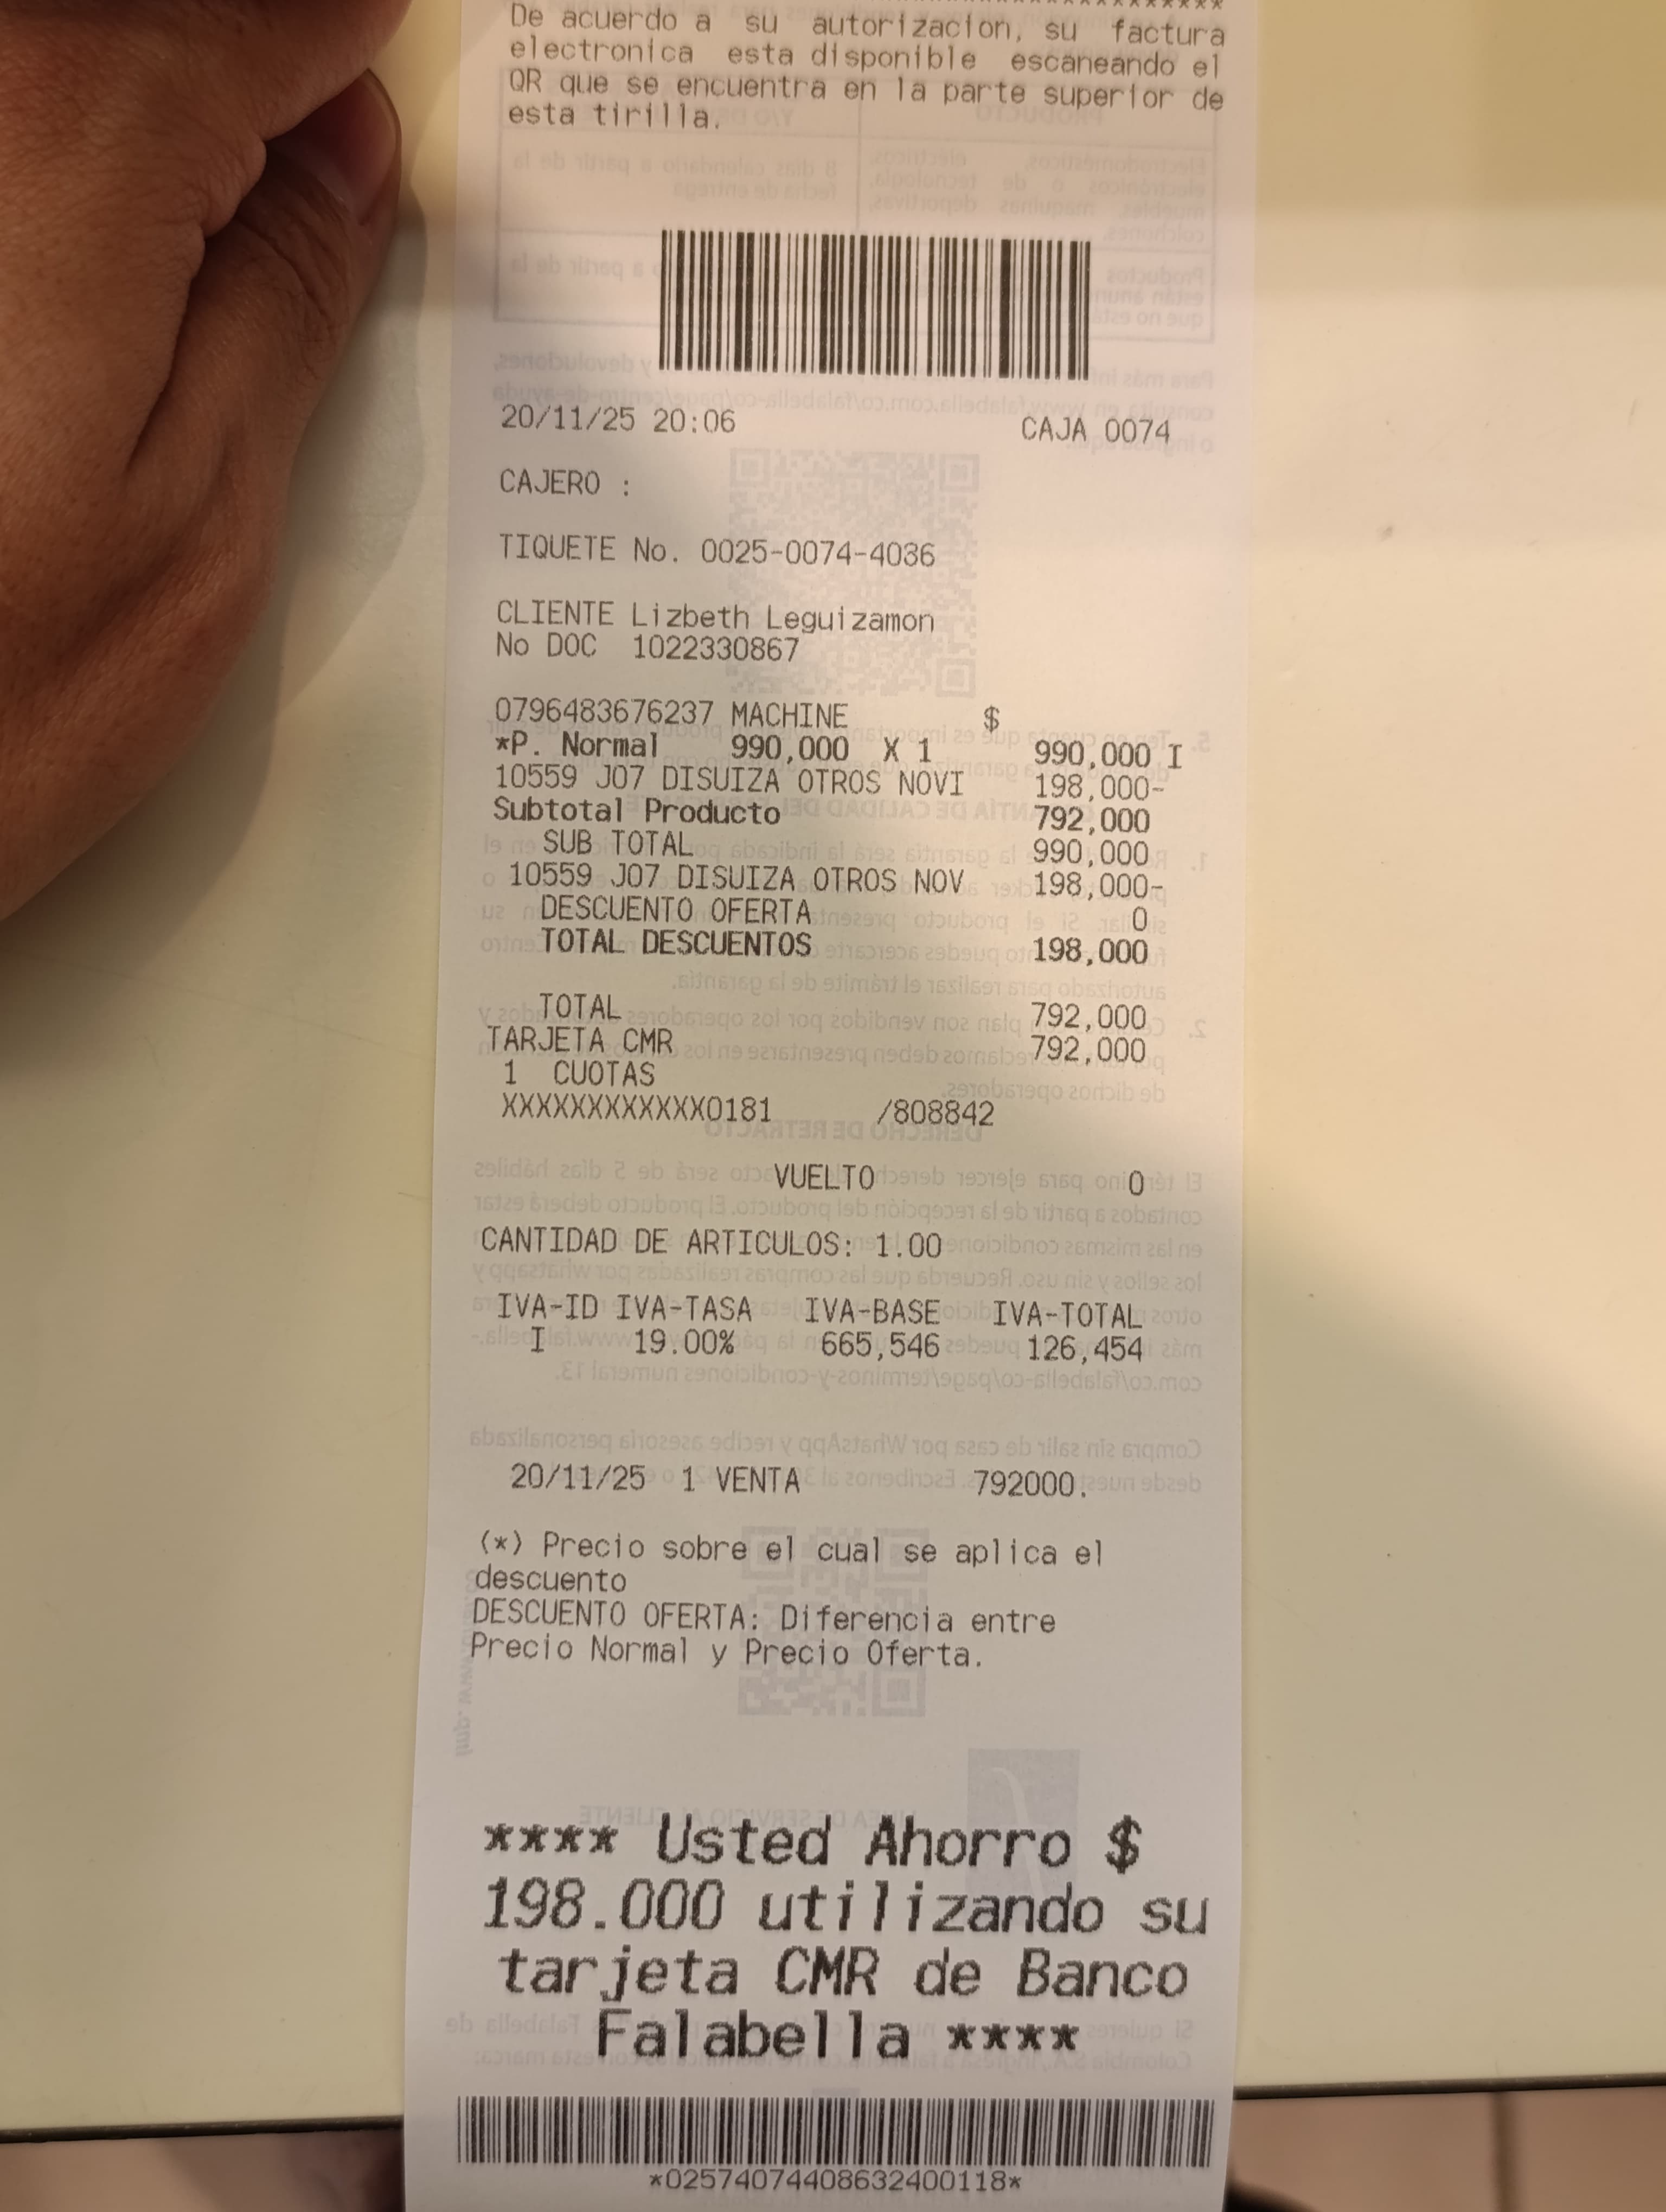 De acuerdo a su autorizacion, su factura
electronica esta disponible escaneando el
QR que se encuentra en la parte superior de
esta tirilla.
20/11/25 20:06 CAJA 0074
CAJERO :
TIQUETE No. 0025-0074-4036
CLIENTE Lizbeth Leguizamon
No DOC 1022330867
0796483676237 MACHINE $
*P. Normal 990,000 X 1 990,000 I
10559 J07 DISUIZA OTROS NOVI 198,000-
Subtotal Producto 792,000
SUB TOTAL 990,000
10559 J07 DISUIZA OTROS NOV 198,000-
DESCUENTO OFERTA 0
TOTAL DESCUENTOS 198,000
TOTAL 792,000
TARJETA CMR 792,000
1 CUOTAS
XXXXXXXXXXXX0181 /808842
VUELTO 0
CANTIDAD DE ARTICULOS: 1.00
IVA-ID IVA-TASA IVA-BASE IVA-TOTAL
I 19.00% 665,546 126,454
20/11/25 1 VENTA 792000.
(*) Precio sobre el cual se aplica el
descuento
DESCUENTO OFERTA: Diferencia entre
Precio Normal y Precio Oferta.
**** Usted Ahorro $
198.000 utilizando su
tarjeta CMR de Banco
Falabella ****
*02574074408632400118*